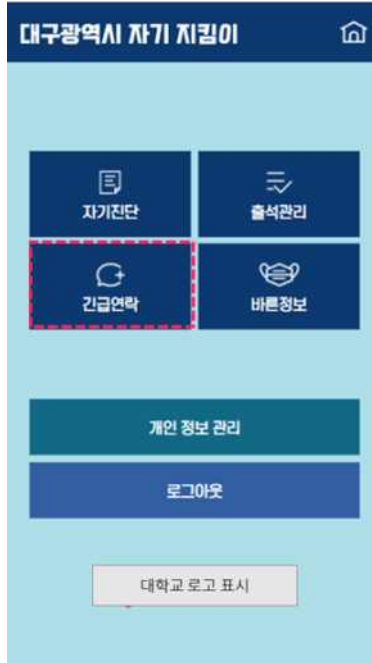 대구광역시 자기 지킴이
자기진단
출석관리
긴급연락
바른정보
개인 정보 관리
로그아웃
대학교 로고 표시